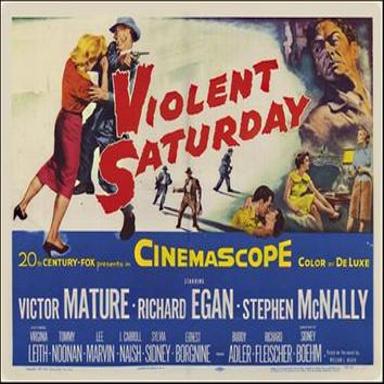 VIOLENT
SATURDAY
20th CENTURY-FOX presents in CINEMASCOPE COLOR BY DE LUXE
STARRING
VICTOR MATURE · RICHARD EGAN · STEPHEN McNALLY
VIRGINIA TOMMY LEE J. CARROLL SYLVIA ERNEST BUDDY RICHARD SIDNEY
LEITH · NOONAN · MARVIN · NAISH · SIDNEY · BORGNINE ADLER · FLEISCHER · BOEHM